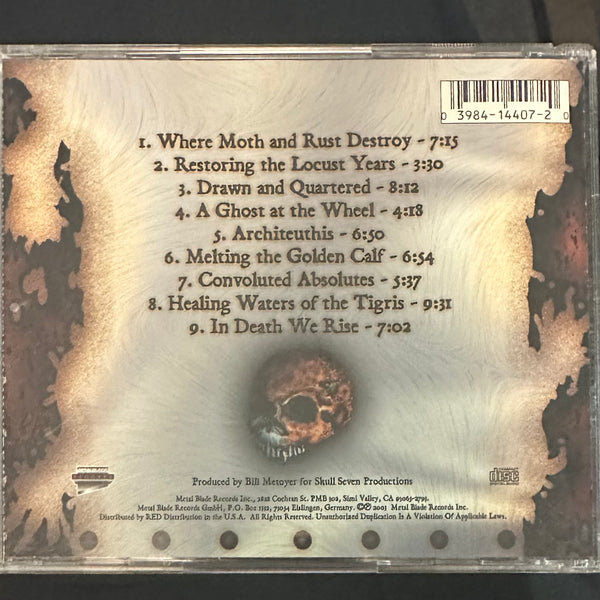 0 3984-14407-2 0
1. Where Moth and Rust Destroy - 7:15
2. Restoring the Locust Years - 3:30
3. Drawn and Quartered - 8:12
4. A Ghost at the Wheel - 4:18
5. Architeuthis - 6:50
6. Melting the Golden Calf - 6:54
7. Convoluted Absolutes - 5:37
8. Healing Waters of the Tigris - 9:31
9. In Death We Rise - 7:02
Produced by Bill Metoyer for Skull Seven Productions
disc
Metal Blade Records Inc., 2828 Cochran St. PMB 302, Simi Valley, CA 93065-2793.
Metal Blade Records GmbH, P.O. Box 1332, 73054 Eislingen, Germany. ©℗ 2003 Metal Blade Records Inc.
Distributed by RED Distribution in the U.S.A. All Rights Reserved. Unauthorized Duplication Is A Violation Of Applicable Laws.